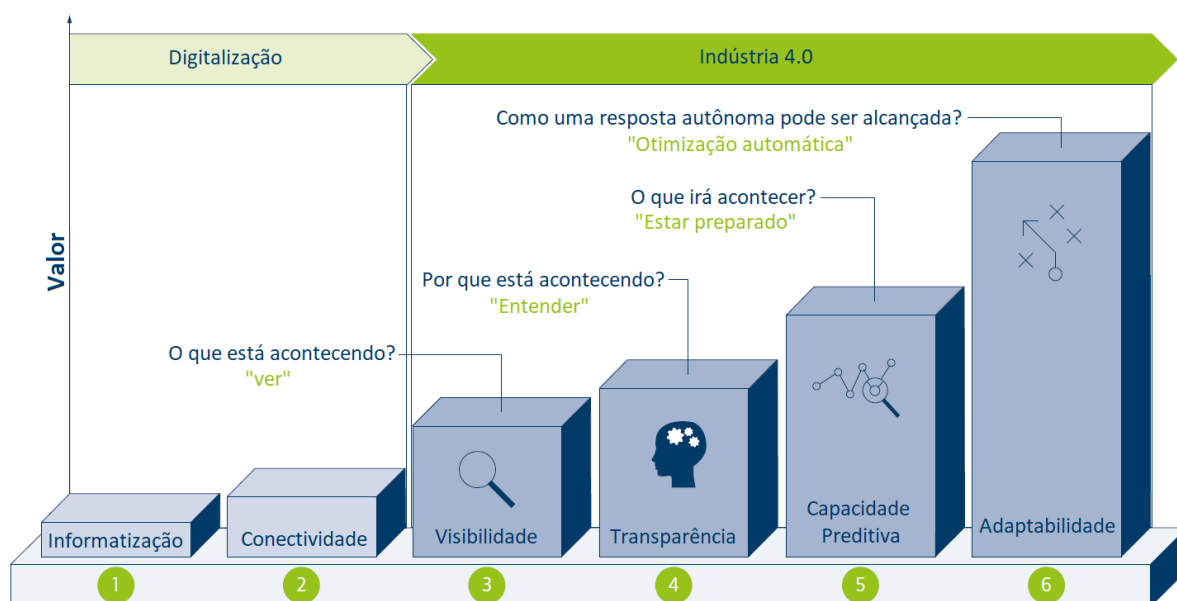 Digitalização
Indústria 4.0
Como uma resposta autônoma pode ser alcançada?
"Otimização automática"
O que irá acontecer?
"Estar preparado"
Por que está acontecendo?
"Entender"
O que está acontecendo?
"ver"
Valor
Informatização
Conectividade
Visibilidade
Transparência
Capacidade
Preditiva
Adaptabilidade
1
2
3
4
5
6